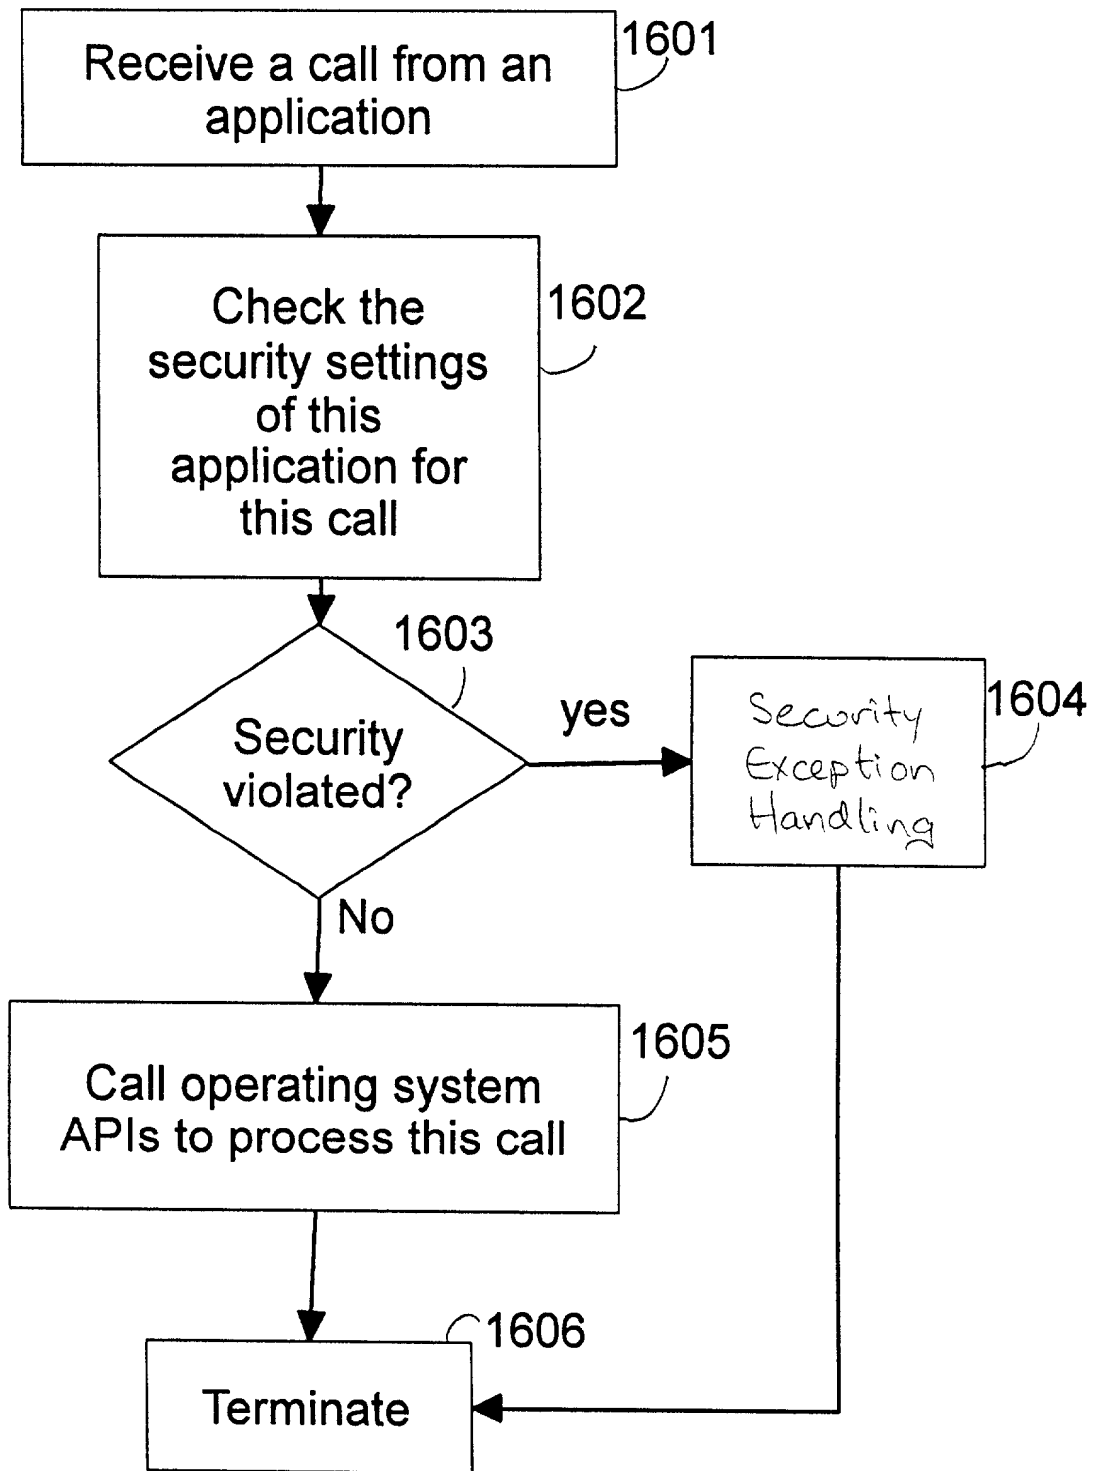 1601
Receive a call from an
application
1602
Check the
security settings
of this
application for
this call
1603
Security
violated?
yes
1604
Security
Exception
Handling
No
1605
Call operating system
APIs to process this call
1606
Terminate